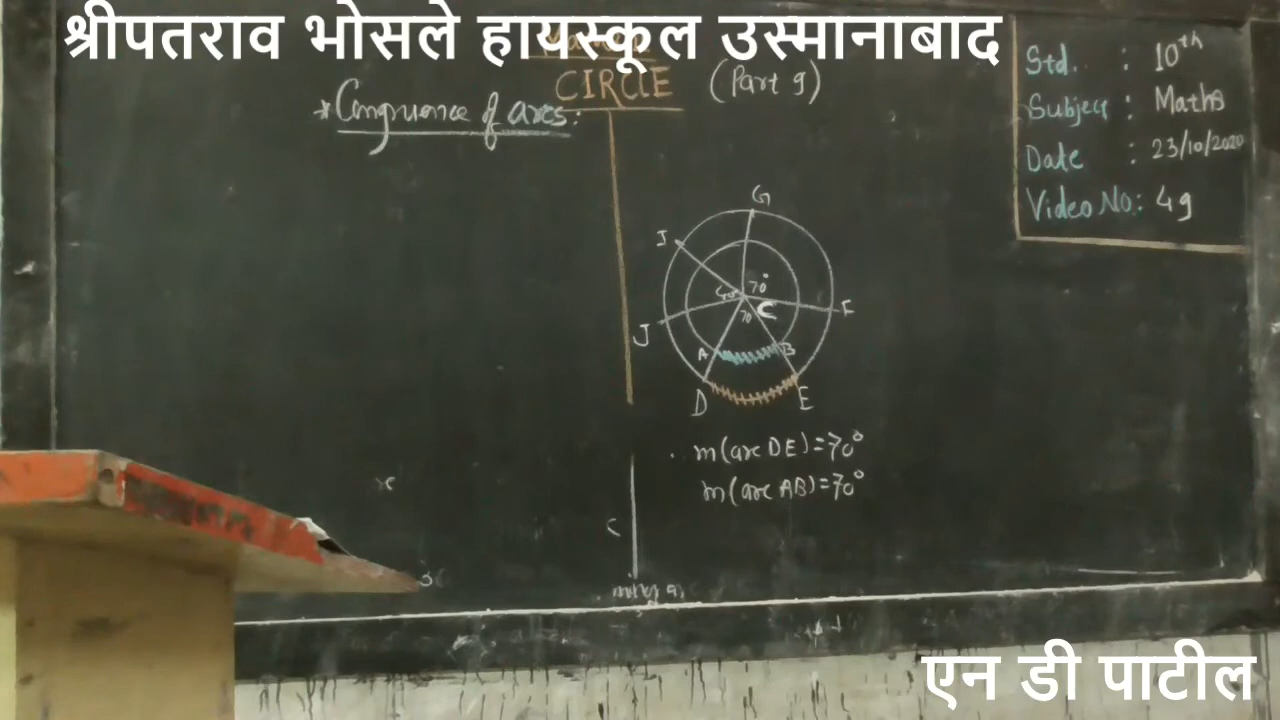 श्रीपतराव भोसले हायस्कूल उस्मानाबाद
CIRCLE (Part 9)
*Congruence of arcs:
Std. : 10th
Subject : Maths
Date : 23/10/2020
Video No: 49
G
I
70°
F
C
70
J
A B
D E
m(arc DE)=70°
m(arc AB)=70°
एन डी पाटील